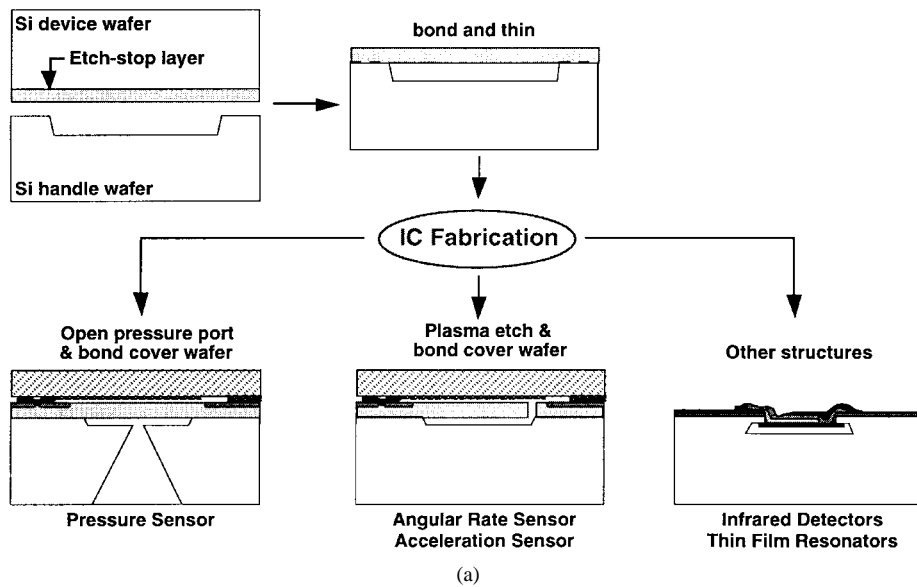 Si device wafer
Etch-stop layer
Si handle wafer
bond and thin
IC Fabrication
Open pressure port
& bond cover wafer
Plasma etch &
bond cover wafer
Other structures
Pressure Sensor
Angular Rate Sensor
Acceleration Sensor
Infrared Detectors
Thin Film Resonators
(a)